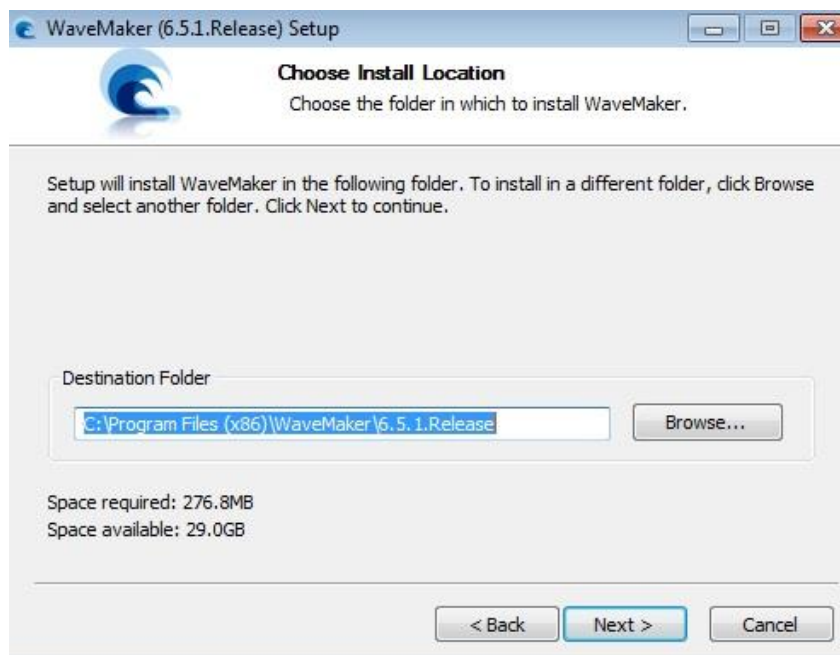 WaveMaker (6.5.1.Release) Setup
Choose Install Location
Choose the folder in which to install WaveMaker.
Setup will install WaveMaker in the following folder. To install in a different folder, click Browse
and select another folder. Click Next to continue.
Destination Folder
C:\Program Files (x86)\WaveMaker\6.5.1.Release
Browse...
Space required: 276.8MB
Space available: 29.0GB
< Back
Next >
Cancel